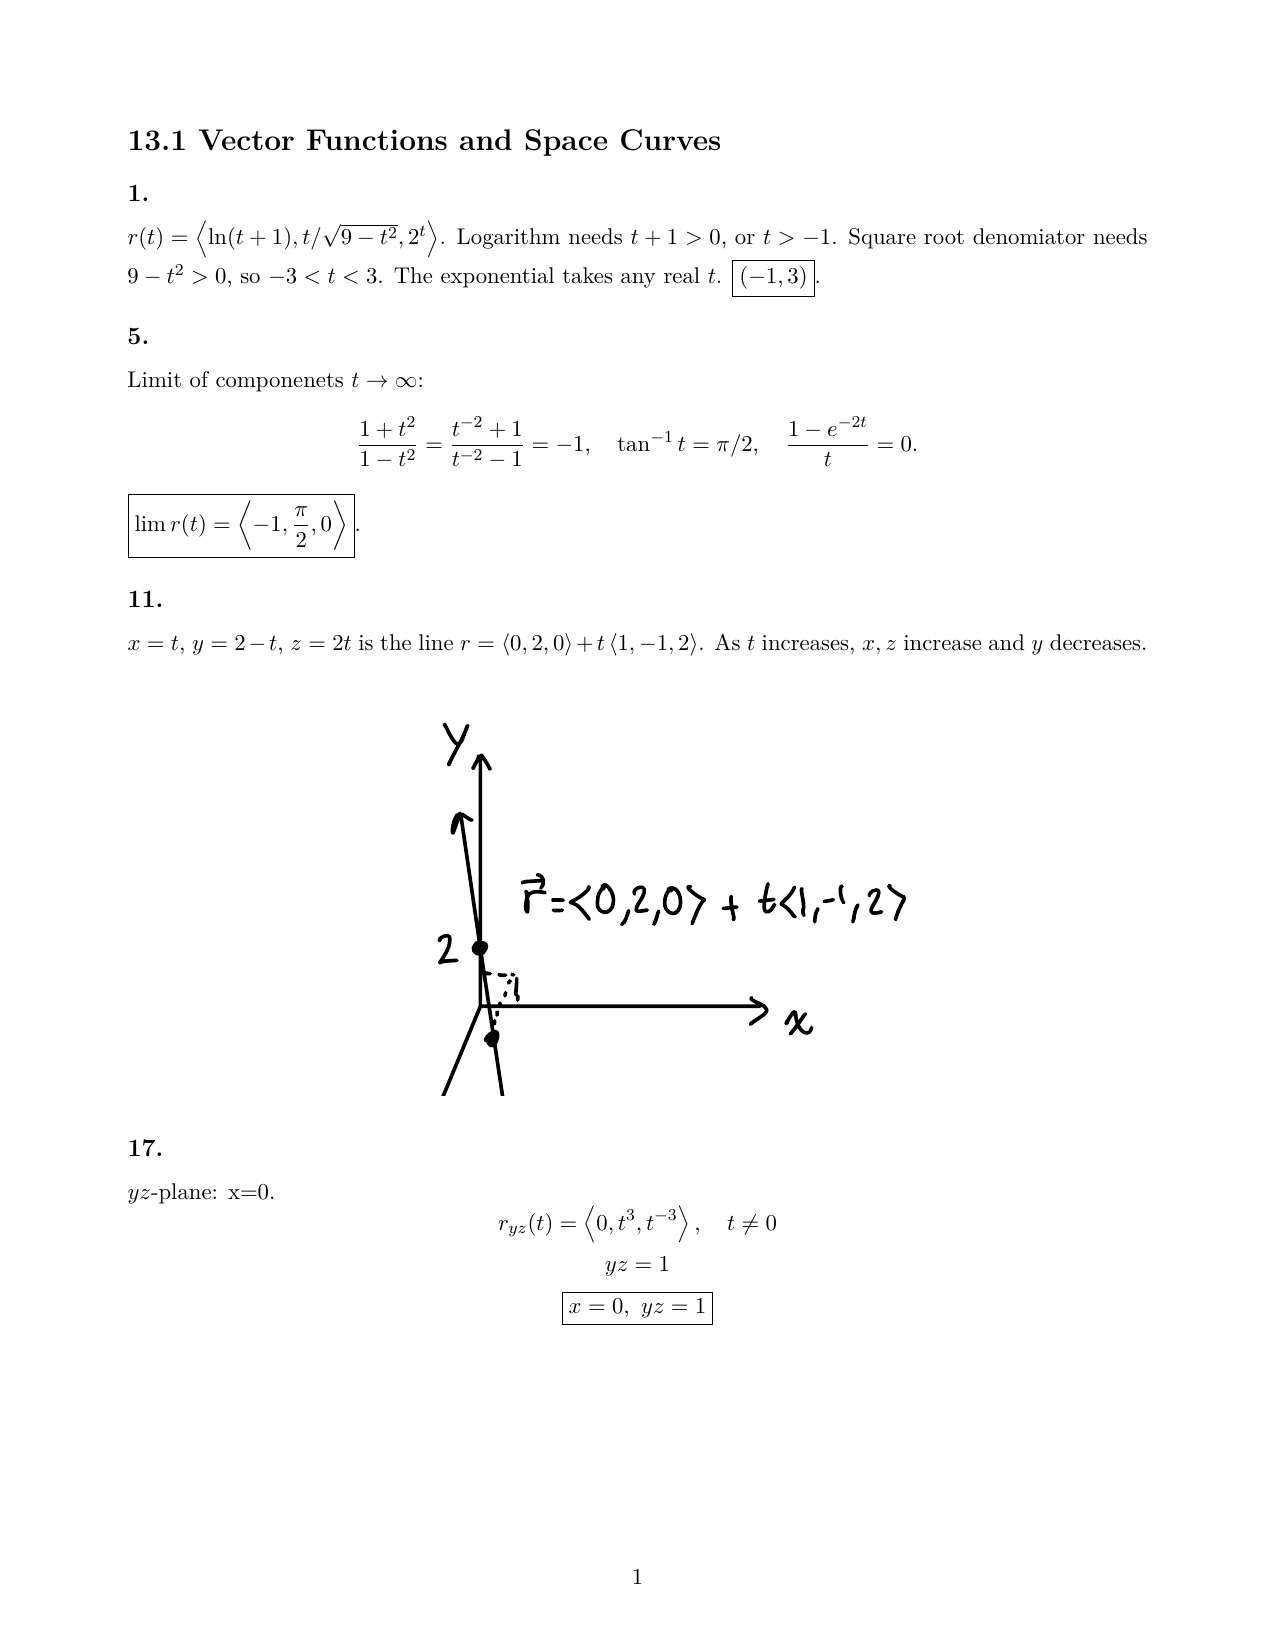 13.1 Vector Functions and Space Curves
1.
r(t) = ⟨ln(t + 1), t/√(9 − t²), 2ᵗ⟩. Logarithm needs t + 1 > 0, or t > −1. Square root denomiator needs
9 − t² > 0, so −3 < t < 3. The exponential takes any real t. (−1, 3).
5.
Limit of componenets t → ∞:
(1 + t²)/(1 − t²) = (t⁻² + 1)/(t⁻² − 1) = −1, tan⁻¹ t = π/2, (1 − e⁻²ᵗ)/t = 0.
lim r(t) = ⟨−1, π/2, 0⟩.
11.
x = t, y = 2 − t, z = 2t is the line r = ⟨0, 2, 0⟩ + t ⟨1, −1, 2⟩. As t increases, x, z increase and y decreases.
y
r⃗=<0,2,0> + t<1,-1,2>
2
1
x
17.
yz-plane: x=0.
r_yz(t) = ⟨0, t³, t⁻³⟩, t ≠ 0
yz = 1
x = 0, yz = 1
1